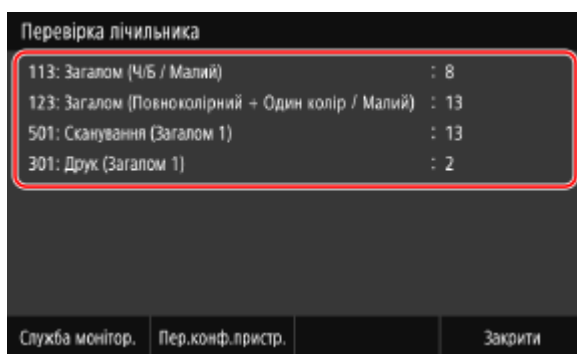 Перевірка лічильника
113: Загалом (Ч/Б / Малий) : 8
123: Загалом (Повноколірний + Один колір / Малий) : 13
501: Сканування (Загалом 1) : 13
301: Друк (Загалом 1) : 2
Служба монітор. Пер.конф.пристр. Закрити